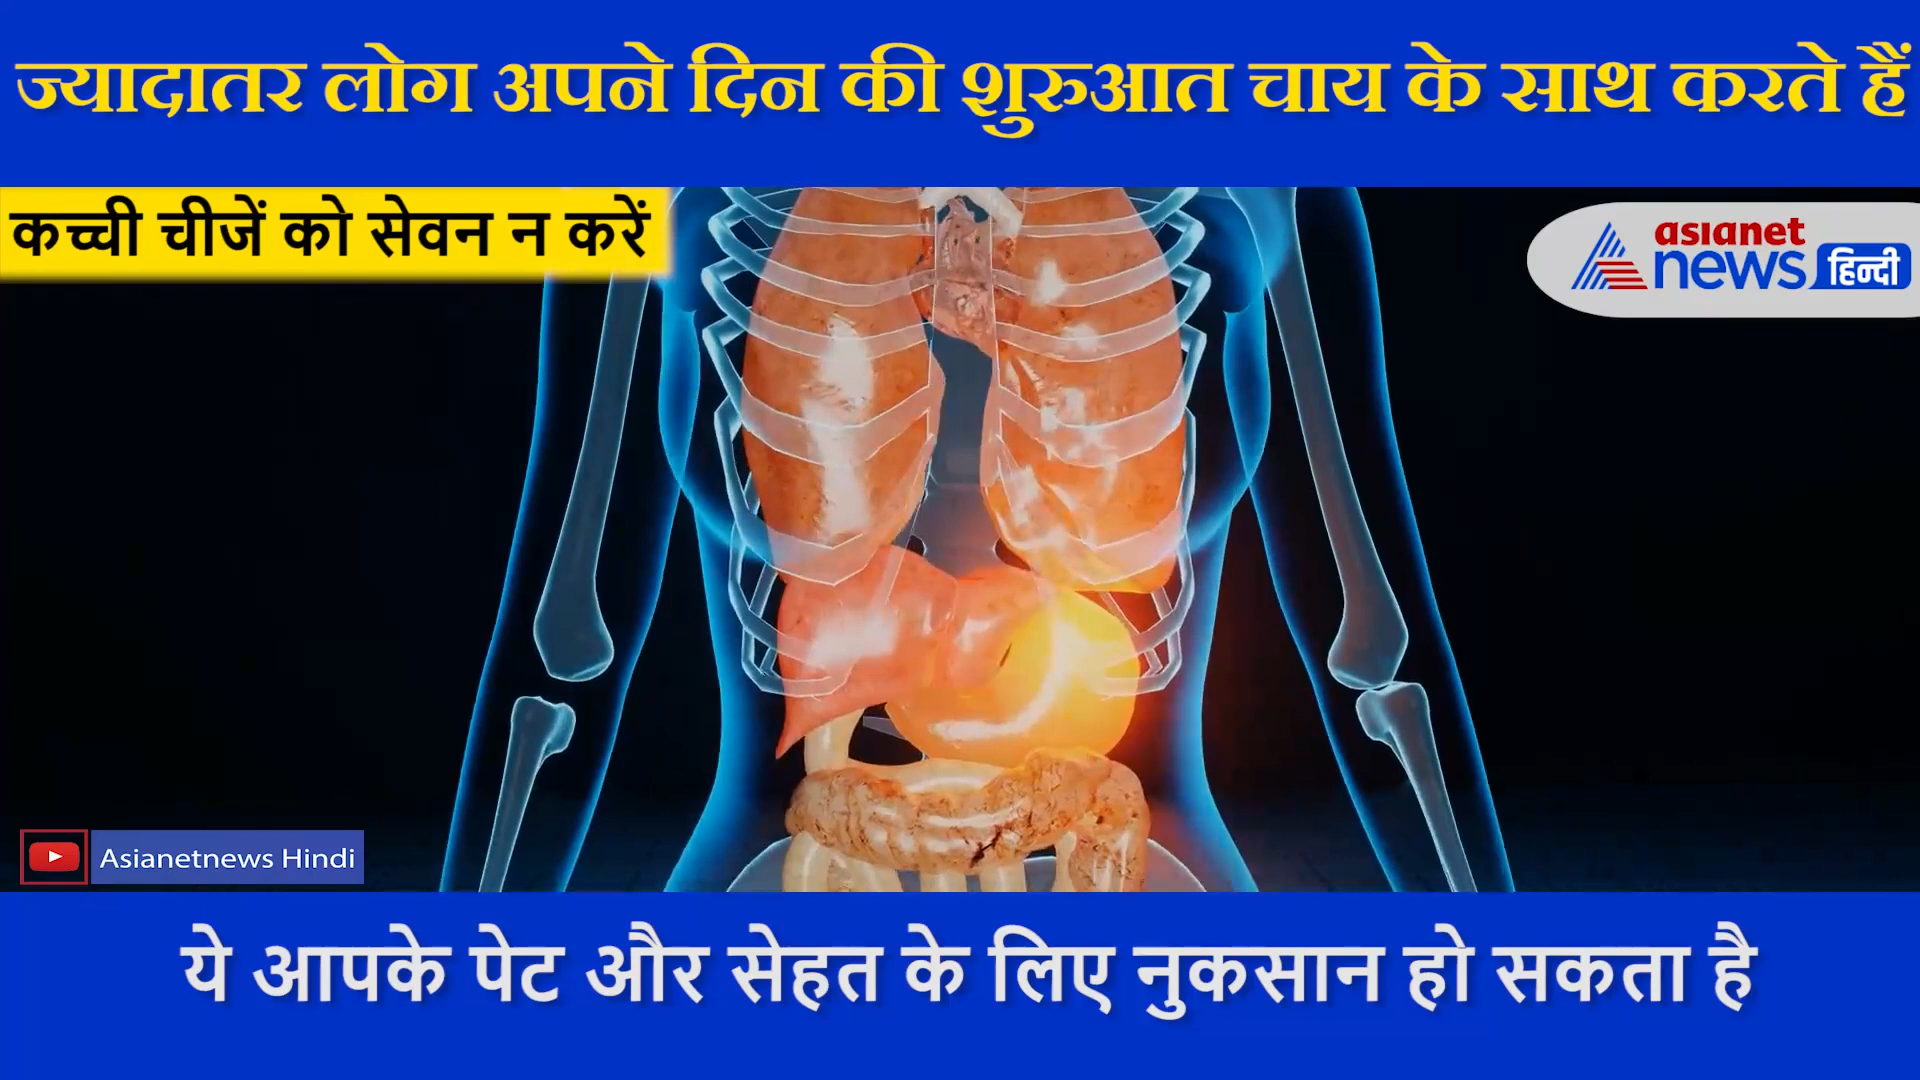 ज्यादातर लोग अपने दिन की शुरुआत चाय के साथ करते हैं
कच्ची चीजें को सेवन न करें
asianet
news हिन्दी
Asianetnews Hindi
ये आपके पेट और सेहत के लिए नुकसान हो सकता है